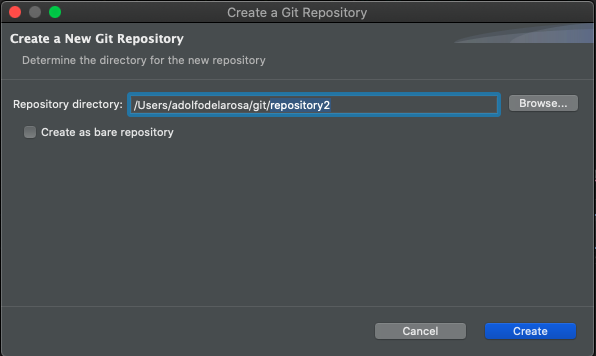 Create a Git Repository
Create a New Git Repository
Determine the directory for the new repository
Repository directory: /Users/adolfodelarosa/git/repository2 Browse...
Create as bare repository
Cancel Create